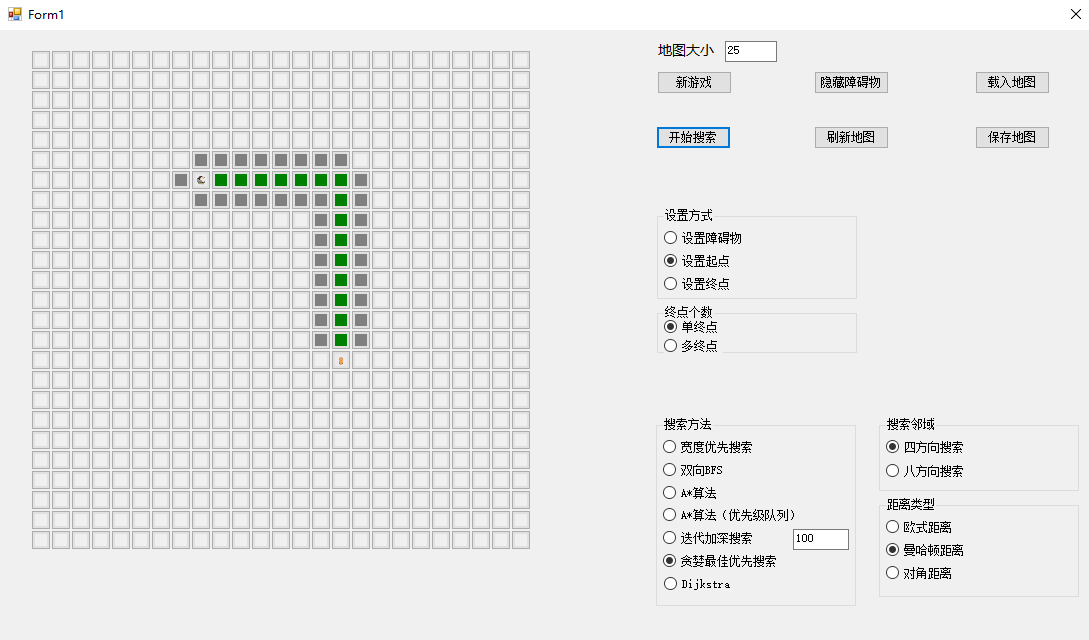 Form1
地图大小 25
新游戏 隐藏障碍物 载入地图
开始搜索 刷新地图 保存地图
设置方式
设置障碍物
设置起点
设置终点
终点个数
单终点
多终点
搜索方法
宽度优先搜索
双向BFS
A*算法
A*算法（优先级队列）
迭代加深搜索 100
贪婪最佳优先搜索
Dijkstra
搜索邻域
四方向搜索
八方向搜索
距离类型
欧式距离
曼哈顿距离
对角距离